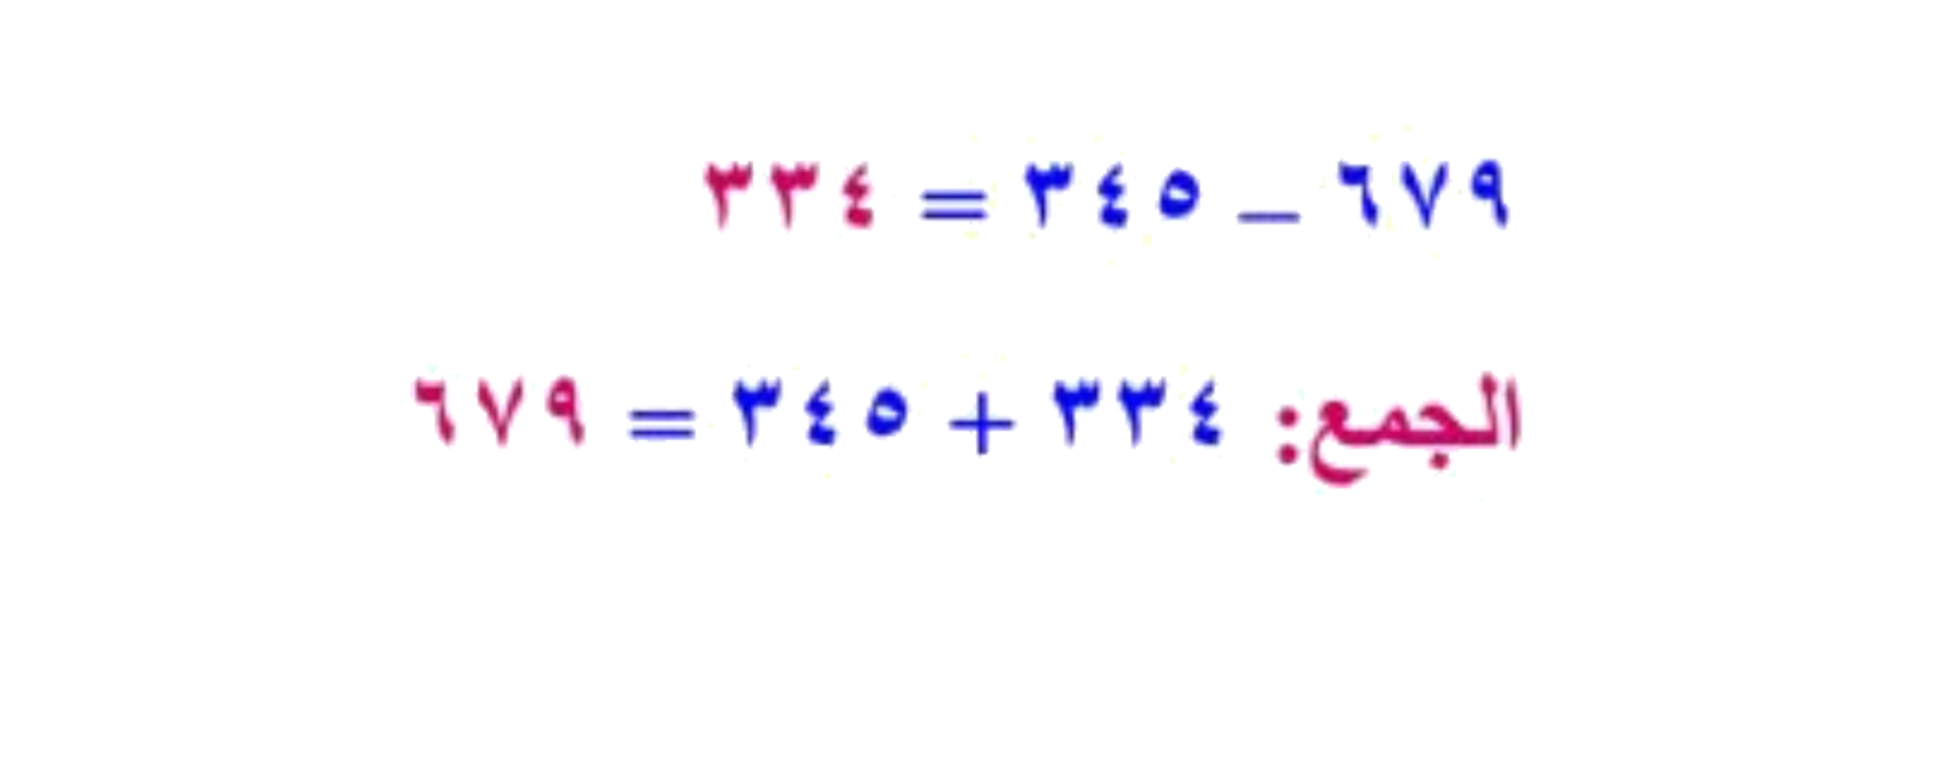 ٦٧٩ – ٣٤٥ = ٣٣٤
الجمع: ٣٣٤ + ٣٤٥ = ٦٧٩